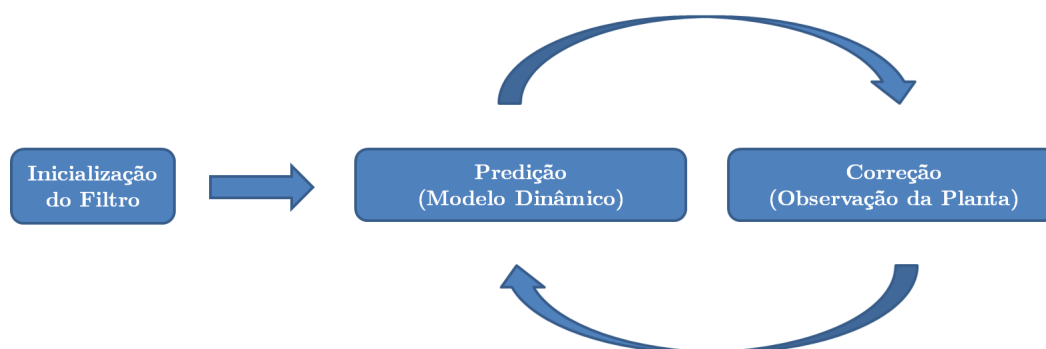 Inicialização
do Filtro
Predição
(Modelo Dinâmico)
Correção
(Observação da Planta)